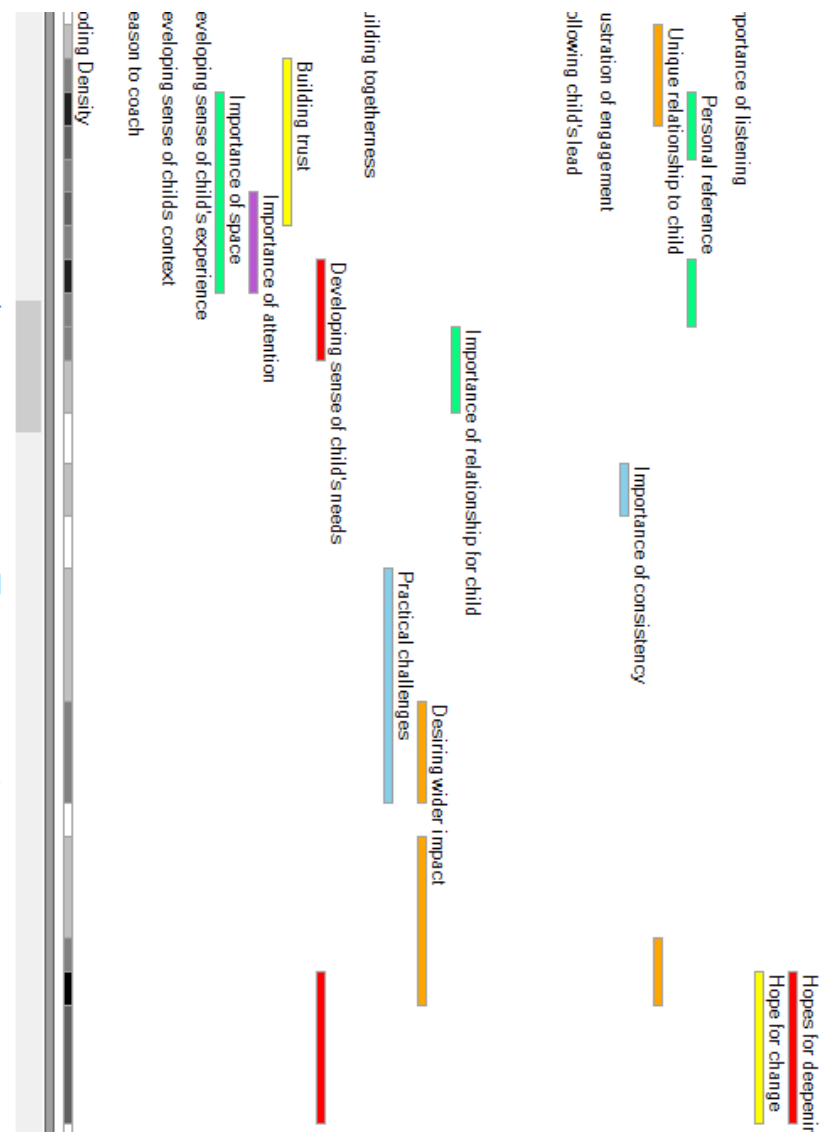 Hopes for deepenin
Hope for change
mportance of listening
Personal reference
Unique relationship to child
Importance of consistency
ustration of engagement
ollowing child's lead
Importance of relationship for child
Desiring wider impact
Practical challenges
uilding togetherness
Developing sense of child's needs
Building trust
Importance of attention
Importance of space
eveloping sense of child's experience
eveloping sense of childs context
eason to coach
oding Density